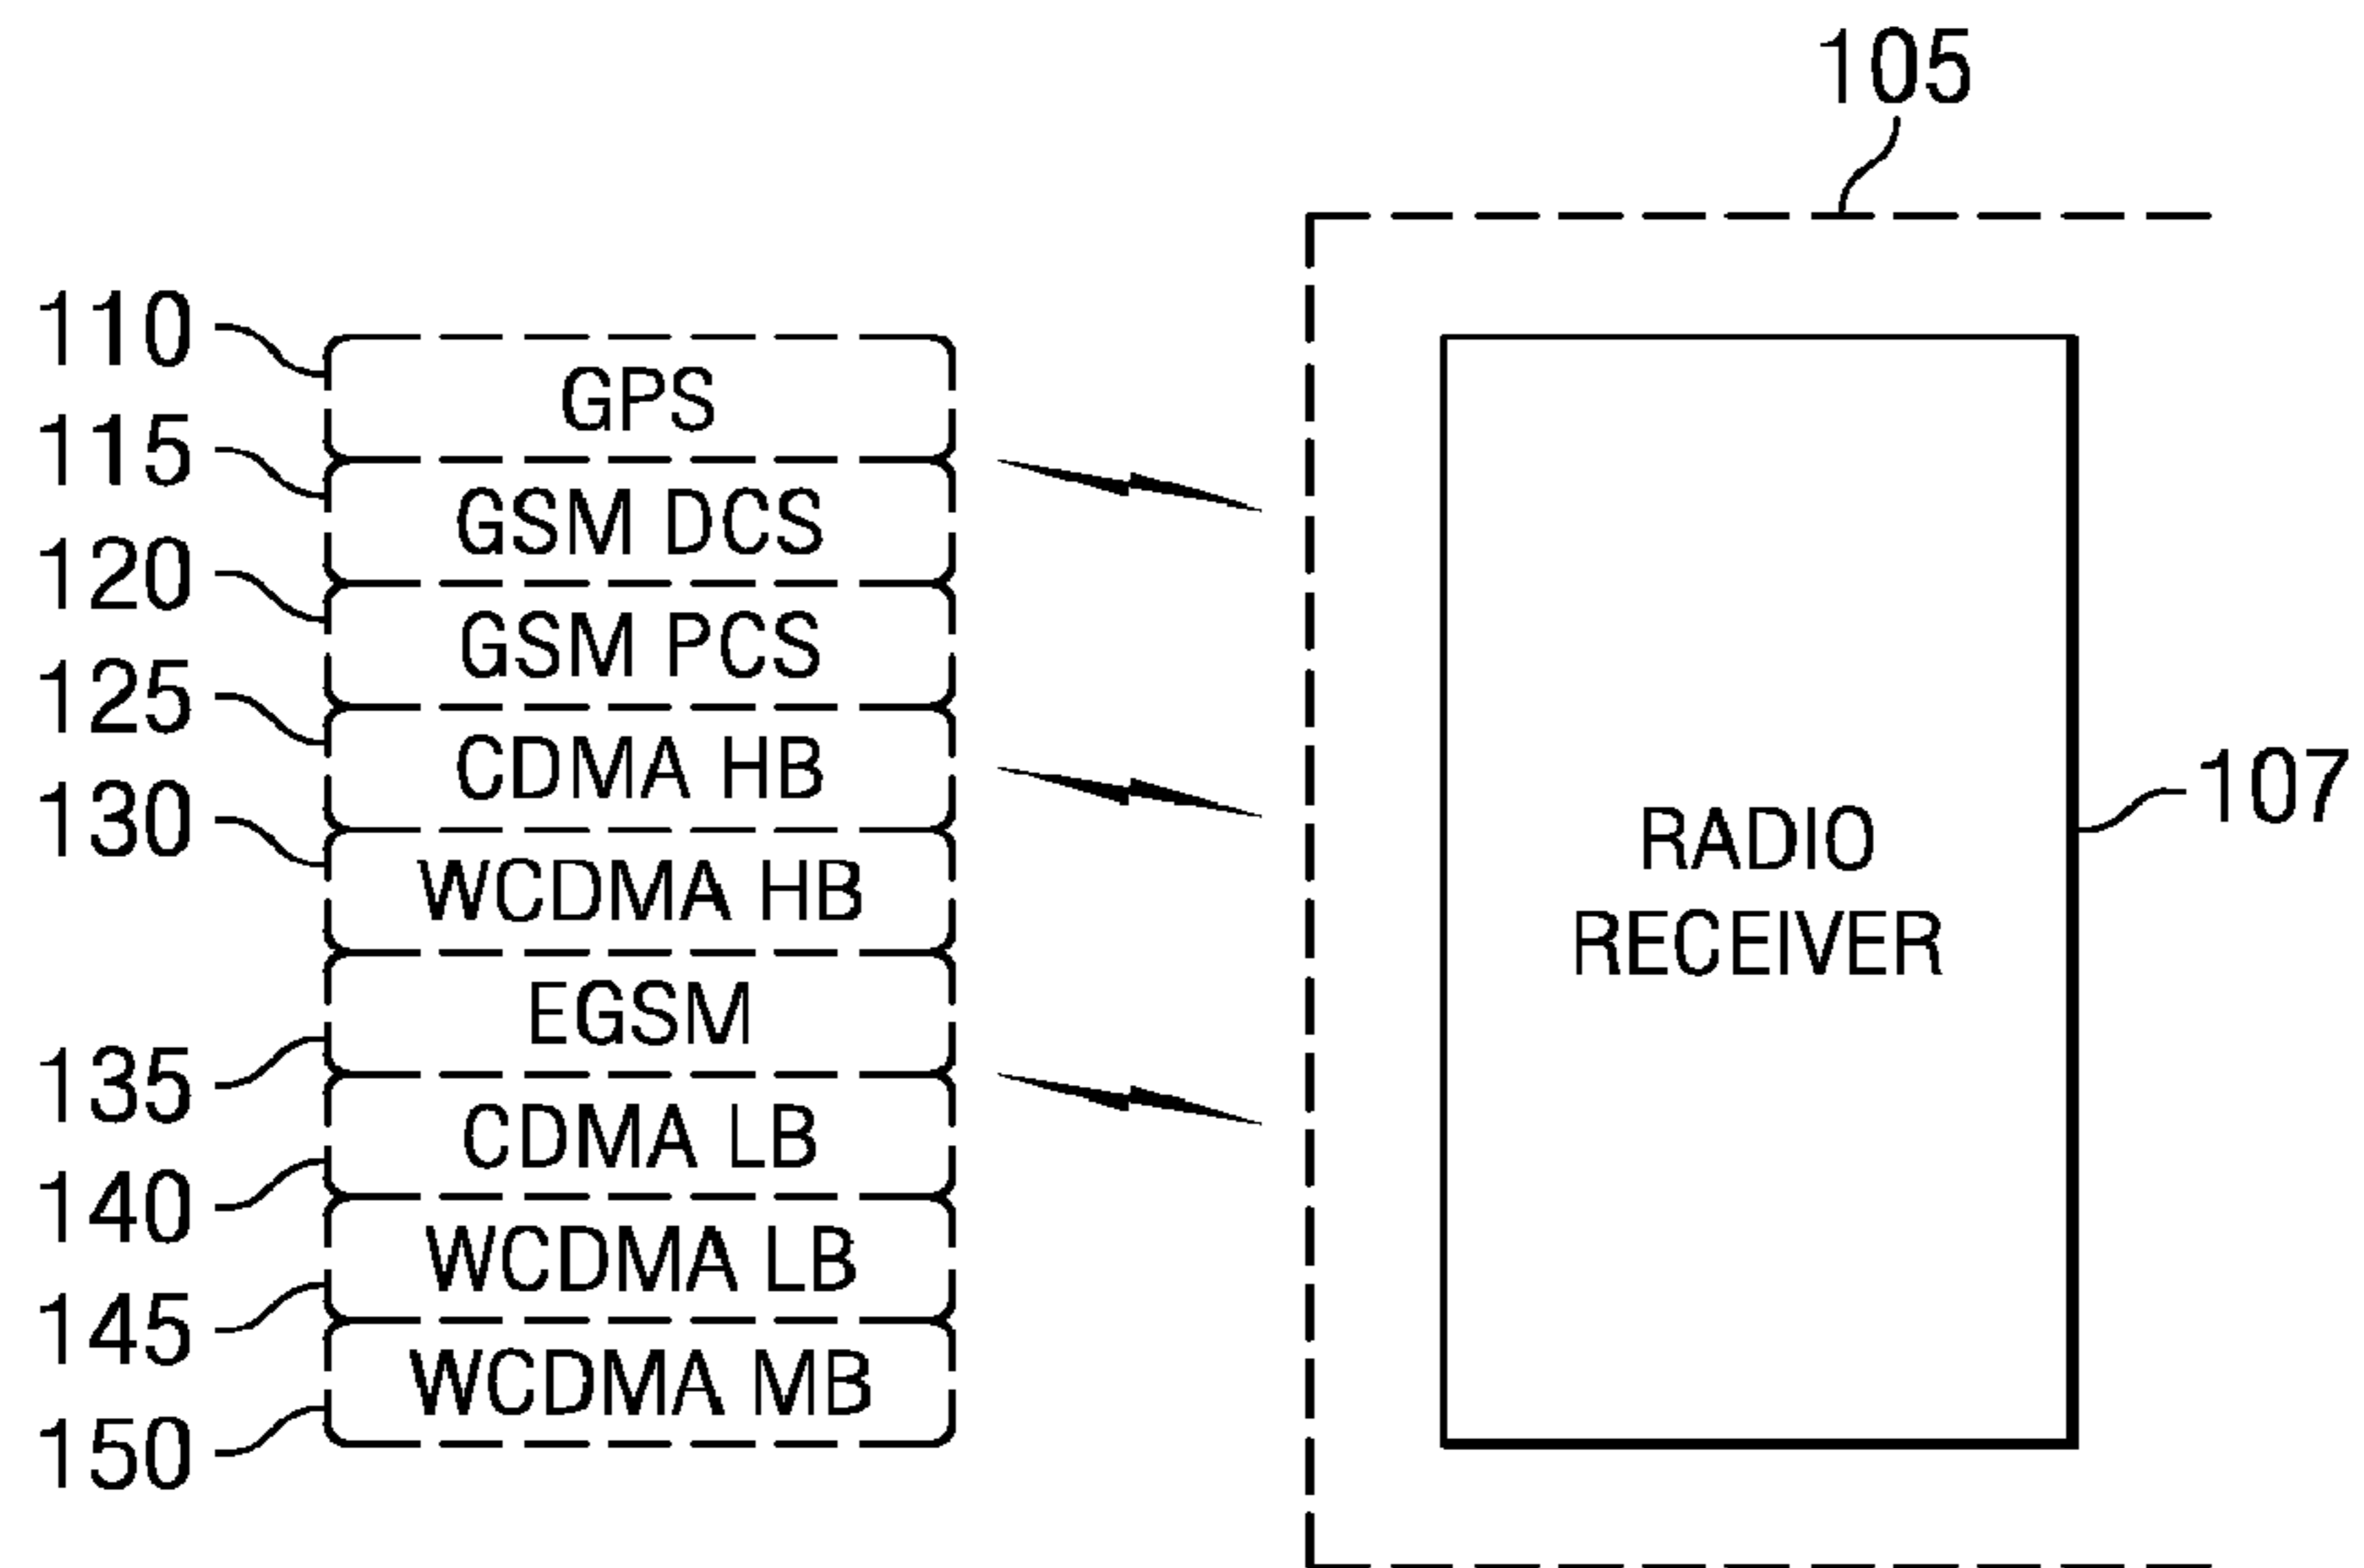 105
110
GPS
115
GSM DCS
120
GSM PCS
125
CDMA HB
130
WCDMA HB
EGSM
135
CDMA LB
140
WCDMA LB
145
WCDMA MB
150
RADIO
RECEIVER
107